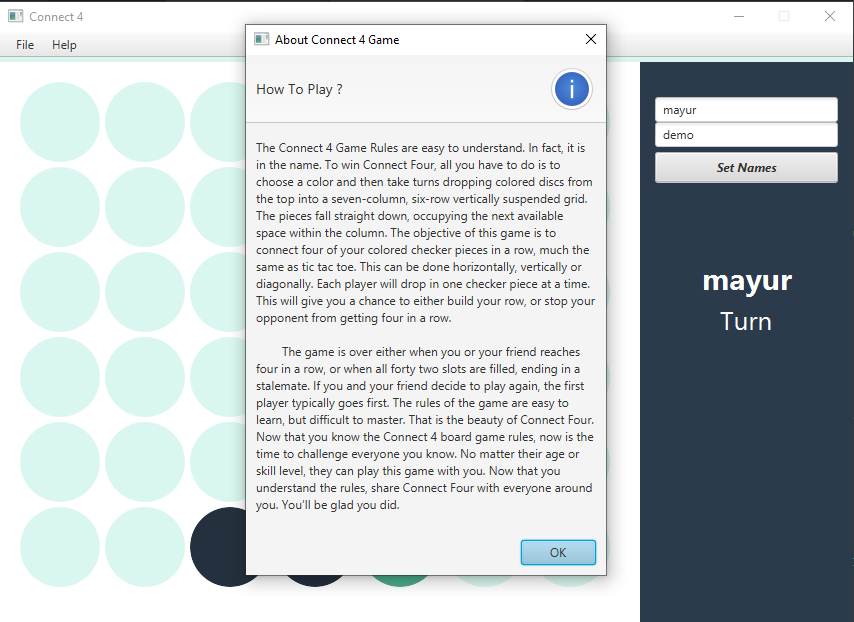 Connect 4
File Help
About Connect 4 Game
How To Play ?
i
The Connect 4 Game Rules are easy to understand. In fact, it is
in the name. To win Connect Four, all you have to do is to
choose a color and then take turns dropping colored discs from
the top into a seven-column, six-row vertically suspended grid.
The pieces fall straight down, occupying the next available
space within the column. The objective of this game is to
connect four of your colored checker pieces in a row, much the
same as tic tac toe. This can be done horizontally, vertically or
diagonally. Each player will drop in one checker piece at a time.
This will give you a chance to either build your row, or stop your
opponent from getting four in a row.
The game is over either when you or your friend reaches
four in a row, or when all forty two slots are filled, ending in a
stalemate. If you and your friend decide to play again, the first
player typically goes first. The rules of the game are easy to
learn, but difficult to master. That is the beauty of Connect Four.
Now that you know the Connect 4 board game rules, now is the
time to challenge everyone you know. No matter their age or
skill level, they can play this game with you. Now that you
understand the rules, share Connect Four with everyone around
you. You'll be glad you did.
OK
mayur
demo
Set Names
mayur
Turn